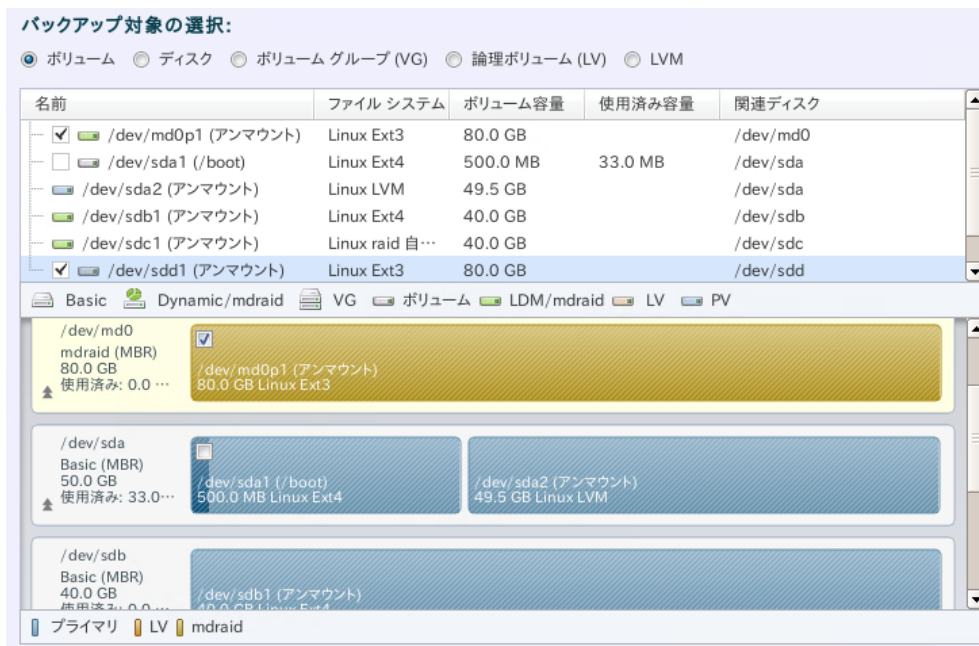 バックアップ対象の選択:
ボリューム ディスク ボリューム グループ (VG) 論理ボリューム (LV) LVM
名前 ファイル システム ボリューム容量 使用済み容量 関連ディスク
/dev/md0p1 (アンマウント) Linux Ext3 80.0 GB /dev/md0
/dev/sda1 (/boot) Linux Ext4 500.0 MB 33.0 MB /dev/sda
/dev/sda2 (アンマウント) Linux LVM 49.5 GB /dev/sda
/dev/sdb1 (アンマウント) Linux Ext4 40.0 GB /dev/sdb
/dev/sdc1 (アンマウント) Linux raid 自… 40.0 GB /dev/sdc
/dev/sdd1 (アンマウント) Linux Ext3 80.0 GB /dev/sdd
Basic Dynamic/mdraid VG ボリューム LDM/mdraid LV PV
/dev/md0
mdraid (MBR)
80.0 GB
使用済み: 0.0 …
/dev/md0p1 (アンマウント)
80.0 GB Linux Ext3
/dev/sda
Basic (MBR)
50.0 GB
使用済み: 33.0…
/dev/sda1 (/boot)
500.0 MB Linux Ext4
/dev/sda2 (アンマウント)
49.5 GB Linux LVM
/dev/sdb
Basic (MBR)
40.0 GB
使用済み: 0.0 …
/dev/sdb1 (アンマウント)
40.0 GB Linux Ext4
プライマリ LV mdraid